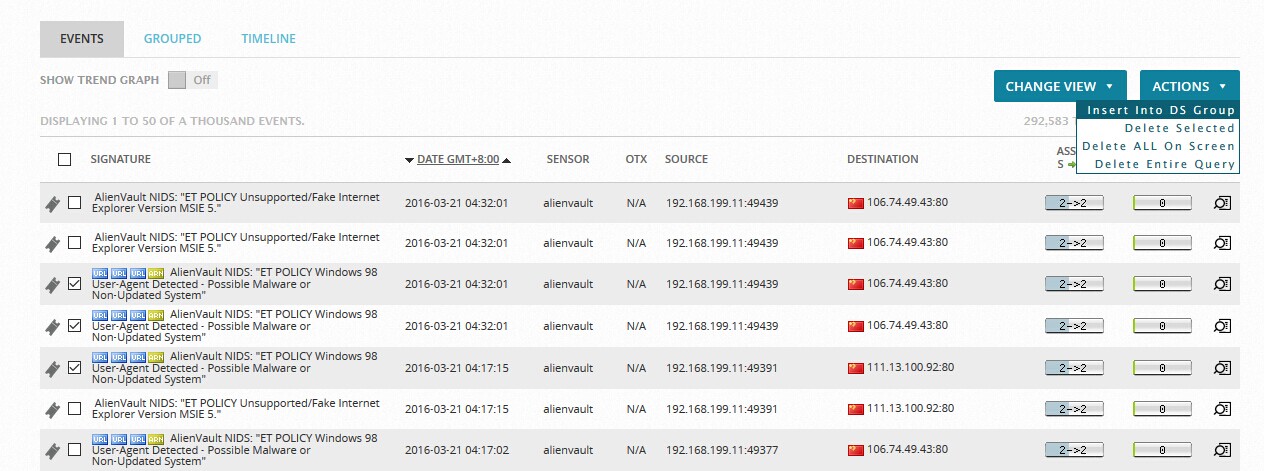 EVENTS GROUPED TIMELINE
SHOW TREND GRAPH Off
CHANGE VIEW ACTIONS
Insert Into DS Group
DISPLAYING 1 TO 50 OF A THOUSAND EVENTS. 292,583
Delete Selected
Delete ALL On Screen
Delete Entire Query
SIGNATURE DATE GMT+8:00 SENSOR OTX SOURCE DESTINATION
S
AlienVault NIDS: "ET POLICY Unsupported/Fake Internet
Explorer Version MSIE 5." 2016-03-21 04:32:01 alienvault N/A 192.168.199.11:49439 106.74.49.43:80 2->2 0
AlienVault NIDS: "ET POLICY Unsupported/Fake Internet
Explorer Version MSIE 5." 2016-03-21 04:32:01 alienvault N/A 192.168.199.11:49439 106.74.49.43:80 2->2 0
URL URL URL ARN AlienVault NIDS: "ET POLICY Windows 98
User-Agent Detected - Possible Malware or 2016-03-21 04:32:01 alienvault N/A 192.168.199.11:49439 106.74.49.43:80 2->2 0
Non-Updated System"
URL URL URL ARN AlienVault NIDS: "ET POLICY Windows 98
User-Agent Detected - Possible Malware or 2016-03-21 04:32:01 alienvault N/A 192.168.199.11:49439 106.74.49.43:80 2->2 0
Non-Updated System"
URL URL URL ARN AlienVault NIDS: "ET POLICY Windows 98
User-Agent Detected - Possible Malware or 2016-03-21 04:17:15 alienvault N/A 192.168.199.11:49391 111.13.100.92:80 2->2 0
Non-Updated System"
AlienVault NIDS: "ET POLICY Unsupported/Fake Internet
Explorer Version MSIE 5." 2016-03-21 04:17:15 alienvault N/A 192.168.199.11:49391 111.13.100.92:80 2->2 0
URL URL URL ARN AlienVault NIDS: "ET POLICY Windows 98
User-Agent Detected - Possible Malware or 2016-03-21 04:17:02 alienvault N/A 192.168.199.11:49377 106.74.49.43:80 2->2 0
Non-Updated System"